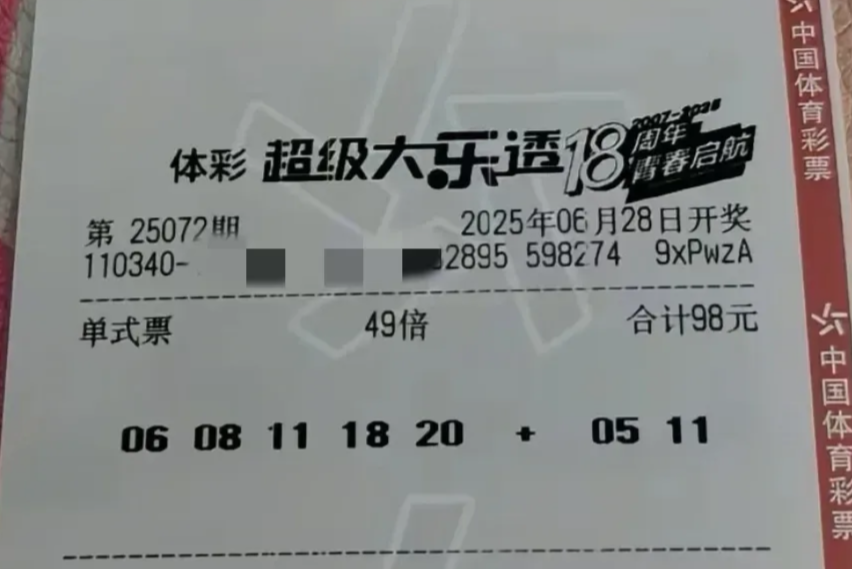 体彩 超级大乐透 18 周年
2007-2025
青春启航
第 25072期 2025年06月28日开奖
110340- 2895 598274 9xPwzA
单式票 49倍 合计98元
06 08 11 18 20 + 05 11
中国体育彩票
中国体育彩票